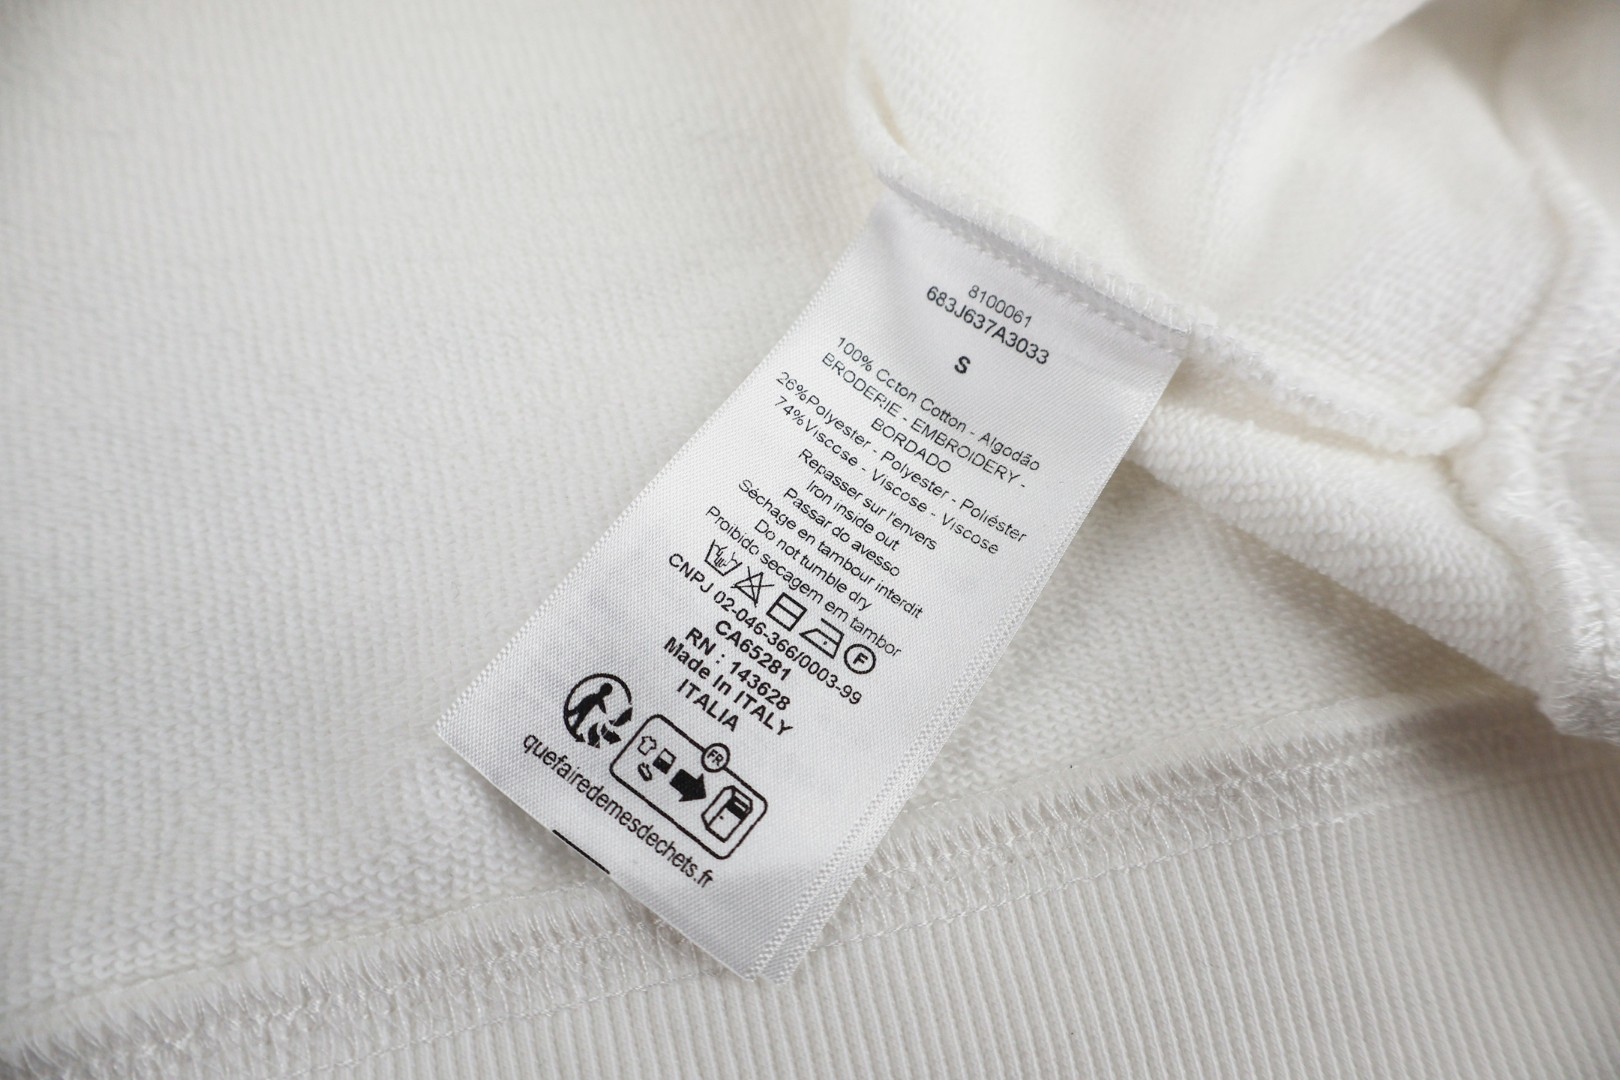 8100061
683J637A3033
S
100% Ccton Cotton - Algodão
BRODERIE - EMBROIDERY -
BORDADO
26%Polyester - Polyester - Poliéster
74%Viscose - Viscose - Viscose
Repasser sur l'envers
Iron inside out
Passar do avesso
Séchage en tambour interdit
Do not tumble dry
Proibido secagem em tambor
F
CNPJ 02-046-366/0003-99
CA65281
RN : 143628
Made In ITALY
ITALIA
FR
quefairedemesdechets.fr